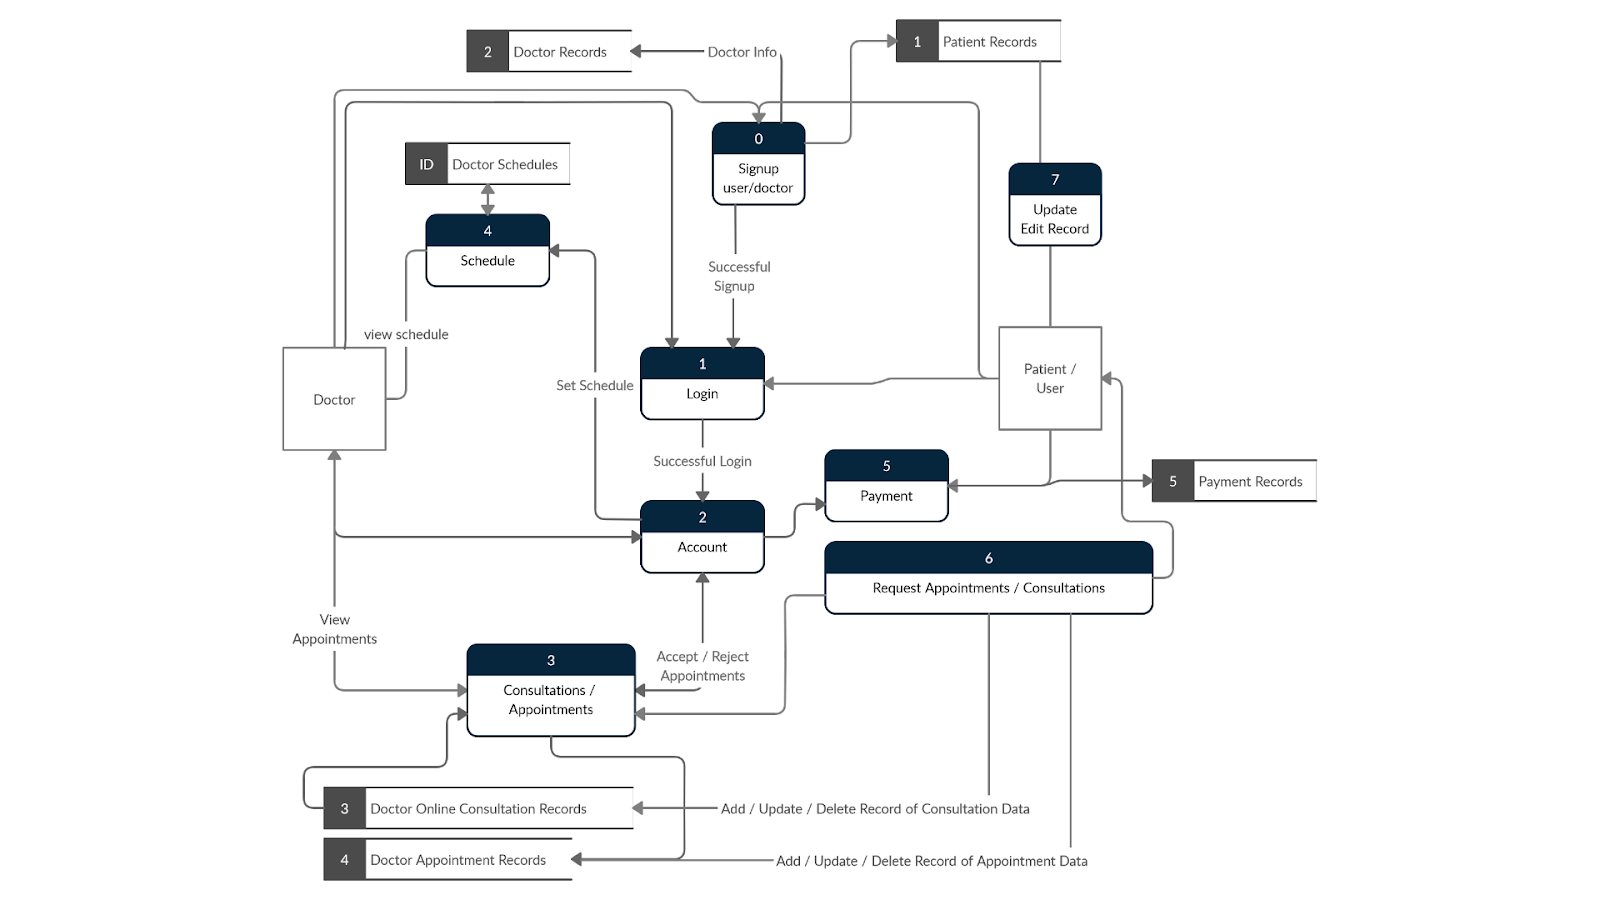 2 Doctor Records
Doctor Info
1 Patient Records
0
Signup
user/doctor
ID Doctor Schedules
7
Update
Edit Record
4
Schedule
Successful
Signup
view schedule
1
Login
Set Schedule
Doctor
Patient /
User
Successful Login
5
Payment
5 Payment Records
2
Account
6
Request Appointments / Consultations
View
Appointments
3
Consultations /
Appointments
Accept / Reject
Appointments
3 Doctor Online Consultation Records
Add / Update / Delete Record of Consultation Data
4 Doctor Appointment Records
Add / Update / Delete Record of Appointment Data